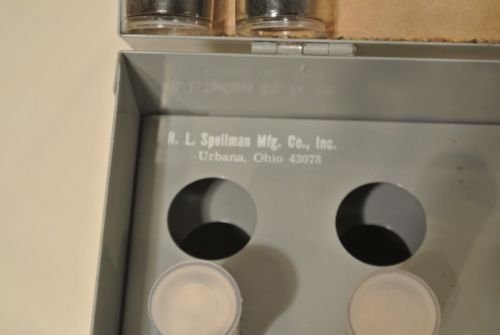 R. L. Spellman Mfg. Co., Inc.
Urbana, Ohio 43078